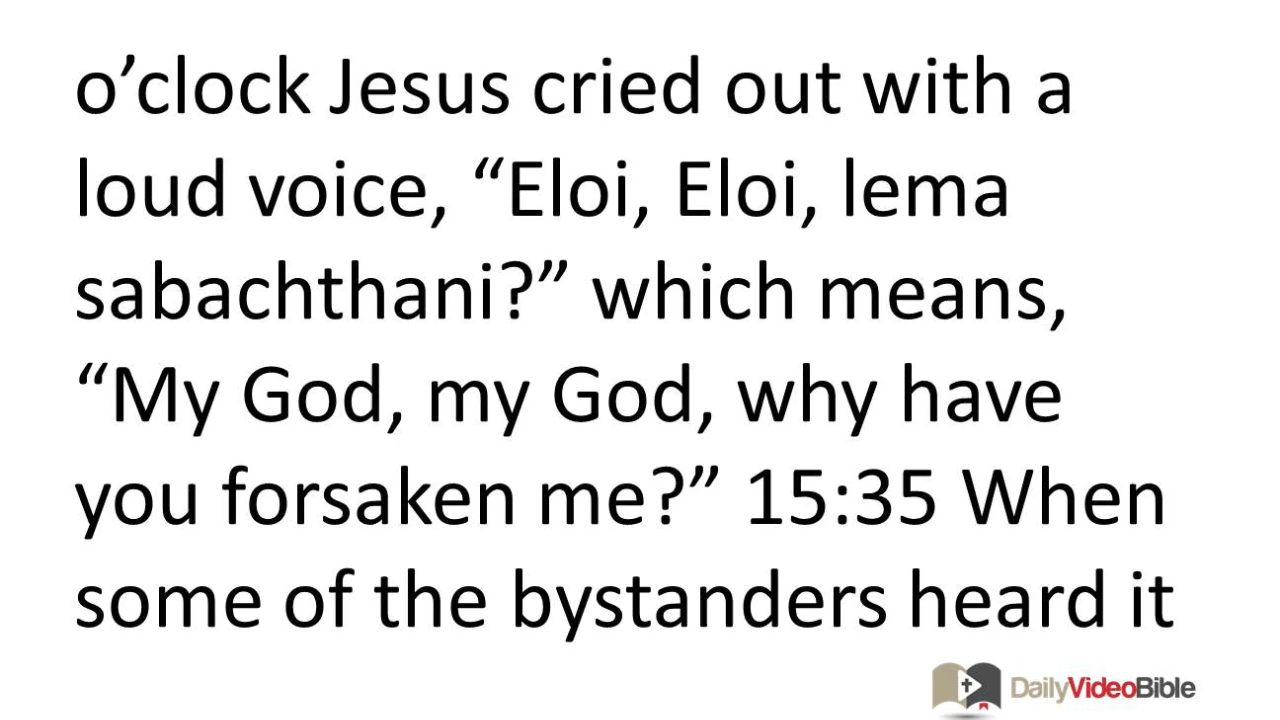 o’clock Jesus cried out with a
loud voice, “Eloi, Eloi, lema
sabachthani?” which means,
“My God, my God, why have
you forsaken me?” 15:35 When
some of the bystanders heard it
DailyVideoBible